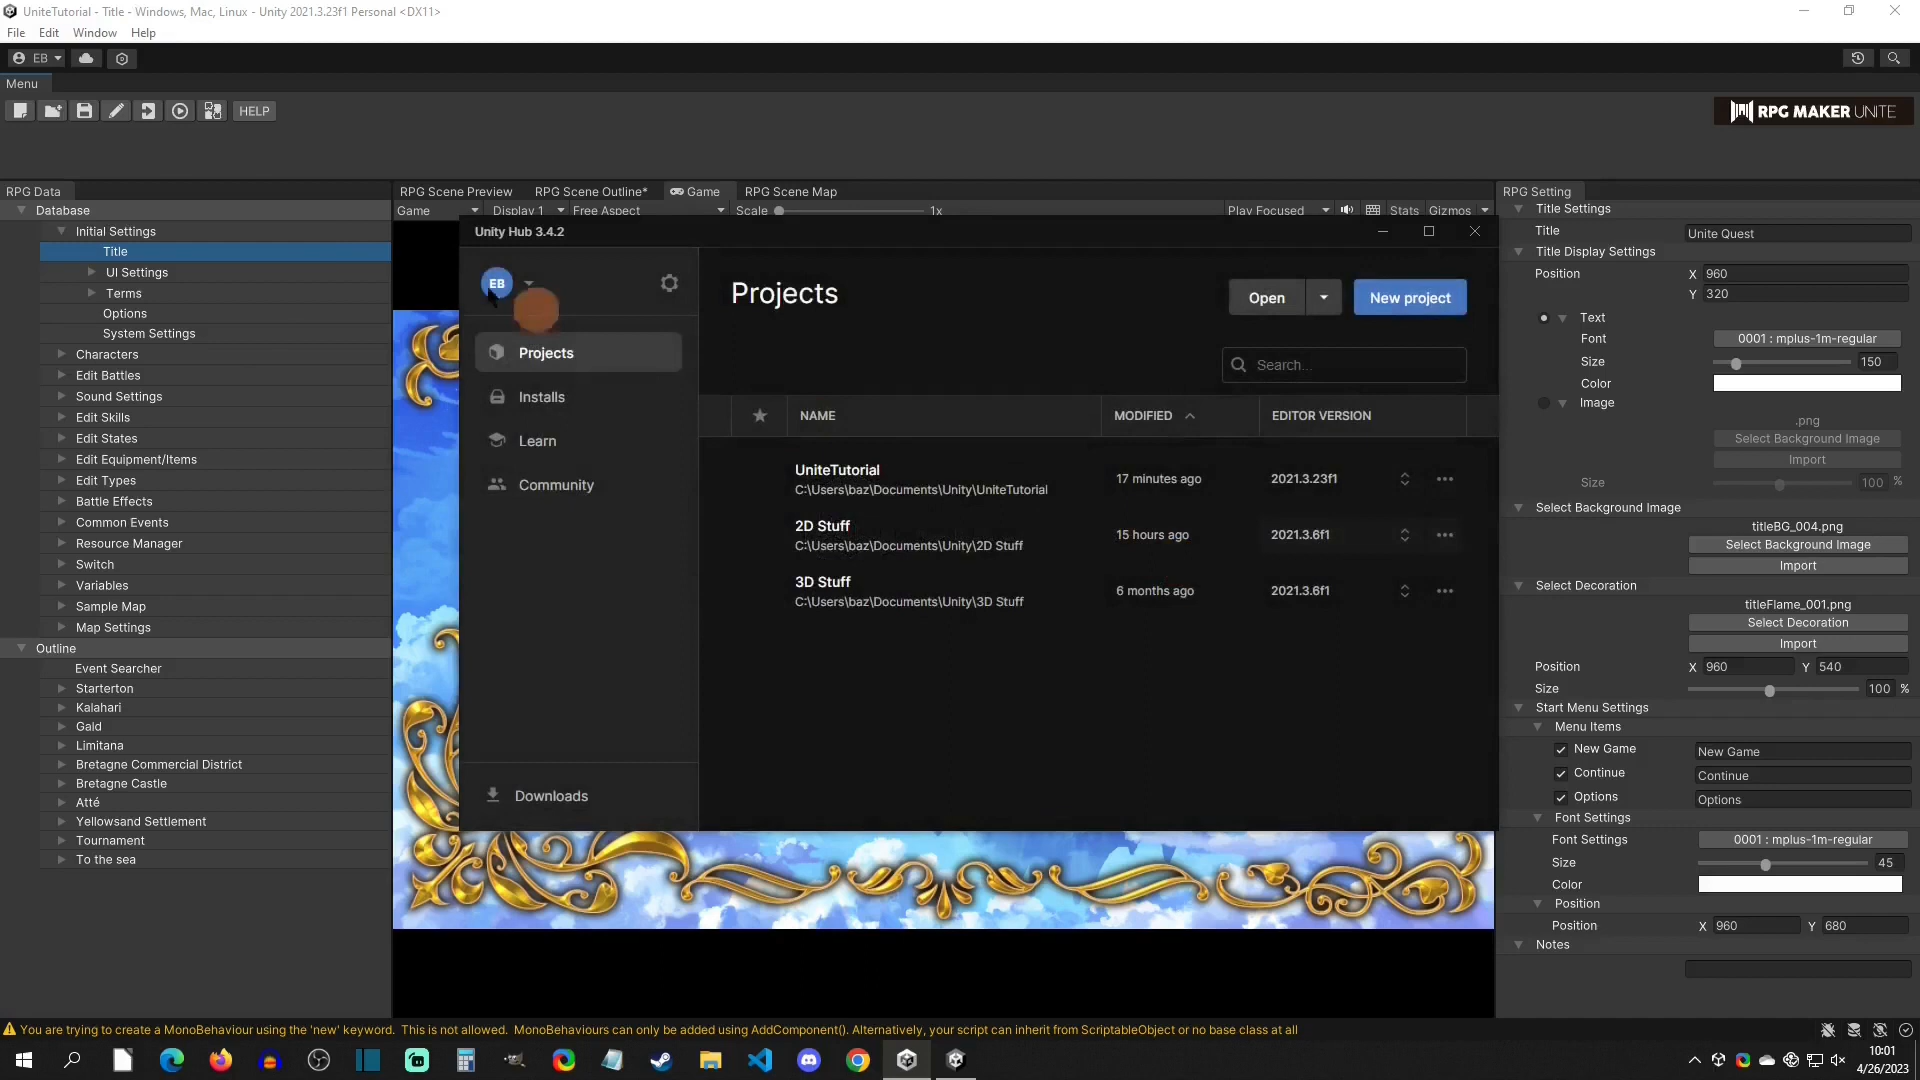 UniteTutorial - Title - Windows, Mac, Linux - Unity 2021.3.23f1 Personal <DX11>
File Edit Window Help
EB
Menu
HELP
RPG MAKER UNITE
RPG Data
Database
Initial Settings
Title
UI Settings
Terms
Options
System Settings
Characters
Edit Battles
Sound Settings
Edit Skills
Edit States
Edit Equipment/Items
Edit Types
Battle Effects
Common Events
Resource Manager
Switch
Variables
Sample Map
Map Settings
Outline
Event Searcher
Starterton
Kalahari
Gald
Limitana
Bretagne Commercial District
Bretagne Castle
Atté
Yellowsand Settlement
Tournament
To the sea
RPG Scene Preview RPG Scene Outline* Game RPG Scene Map
Game Display 1 Free Aspect Scale 1x Play Focused Stats Gizmos
Unity Hub 3.4.2
EB
Projects
Installs
Learn
Community
Downloads
Projects
Open New project
Search...
NAME MODIFIED EDITOR VERSION
UniteTutorial
C:\Users\baz\Documents\Unity\UniteTutorial 17 minutes ago 2021.3.23f1
2D Stuff
C:\Users\baz\Documents\Unity\2D Stuff 15 hours ago 2021.3.6f1
3D Stuff
C:\Users\baz\Documents\Unity\3D Stuff 6 months ago 2021.3.6f1
RPG Setting
Title Settings
Title Unite Quest
Title Display Settings
Position X 960
Y 320
Text
Font 0001 : mplus-1m-regular
Size 150
Color
Image
.png
Select Background Image
Import
Size 100 %
Select Background Image
titleBG_004.png
Select Background Image
Import
Select Decoration
titleFlame_001.png
Select Decoration
Import
Position X 960 Y 540
Size 100 %
Start Menu Settings
Menu Items
New Game New Game
Continue Continue
Options Options
Font Settings
Font Settings 0001 : mplus-1m-regular
Size 45
Color
Position
Position X 960 Y 680
Notes
You are trying to create a MonoBehaviour using the 'new' keyword.  This is not allowed.  MonoBehaviours can only be added using AddComponent(). Alternatively, your script can inherit from ScriptableObject or no base class at all
10:01
4/26/2023